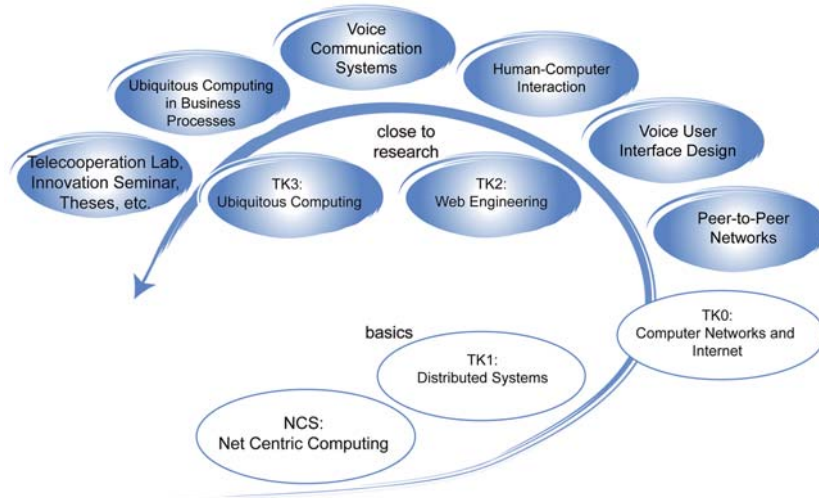 Voice
Communication
Systems
Human-Computer
Interaction
Ubiquitous Computing
in Business
Processes
close to
research
Voice User
Interface Design
Telecooperation Lab,
Innovation Seminar,
Theses, etc.
TK3:
Ubiquitous Computing
TK2:
Web Engineering
Peer-to-Peer
Networks
TK0:
Computer Networks and
Internet
basics
TK1:
Distributed Systems
NCS:
Net Centric Computing